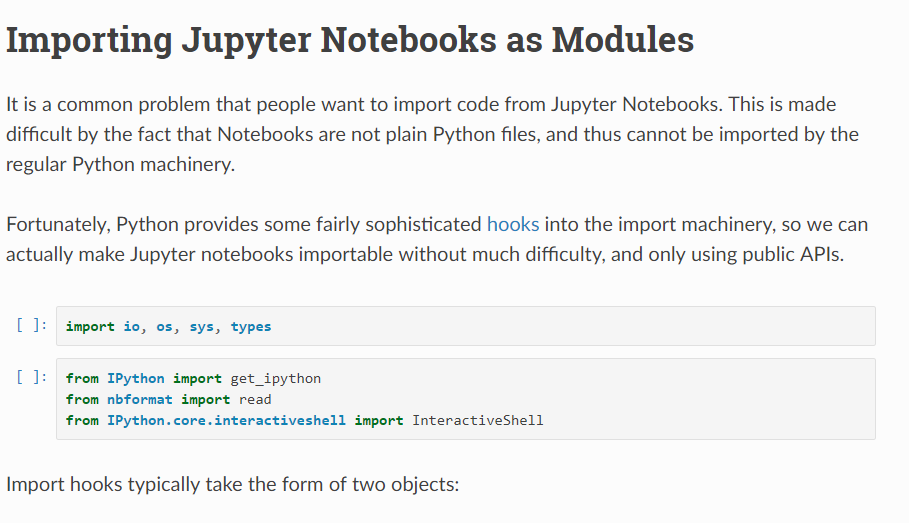 Importing Jupyter Notebooks as Modules
It is a common problem that people want to import code from Jupyter Notebooks. This is made
difficult by the fact that Notebooks are not plain Python files, and thus cannot be imported by the
regular Python machinery.
Fortunately, Python provides some fairly sophisticated hooks into the import machinery, so we can
actually make Jupyter notebooks importable without much difficulty, and only using public APIs.
[ ]: import io, os, sys, types
[ ]: from IPython import get_ipython
from nbformat import read
from IPython.core.interactiveshell import InteractiveShell
Import hooks typically take the form of two objects: